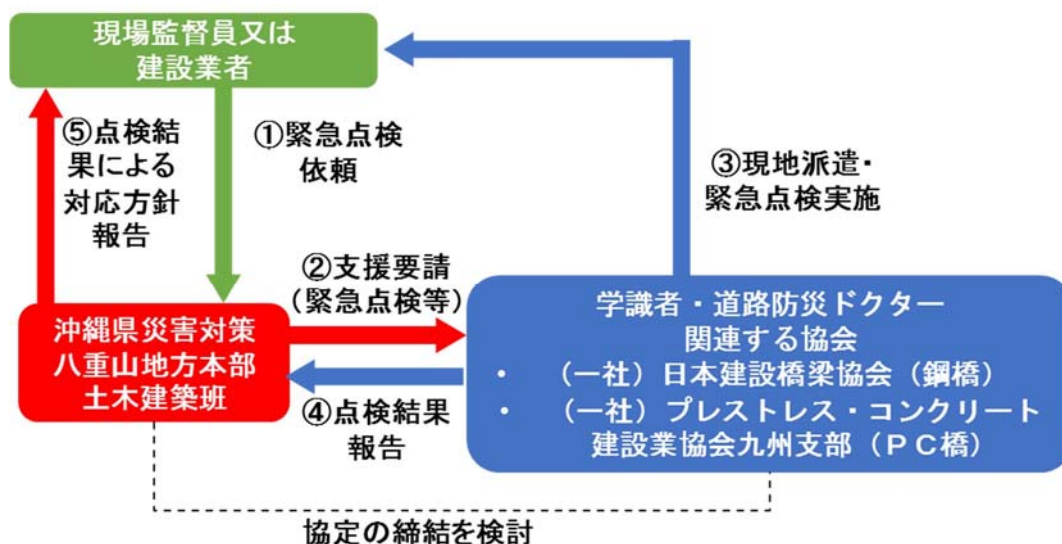 現場監督員又は
建設業者
⑤点検結
果による
対応方針
報告
①緊急点検
依頼
③現地派遣・
緊急点検実施
②支援要請
（緊急点検等）
沖縄県災害対策
八重山地方本部
土木建築班
学識者・道路防災ドクター
関連する協会
・ （一社）日本建設橋梁協会（鋼橋）
・ （一社）プレストレス・コンクリート
建設業協会九州支部（ＰＣ橋）
④点検結果
報告
協定の締結を検討